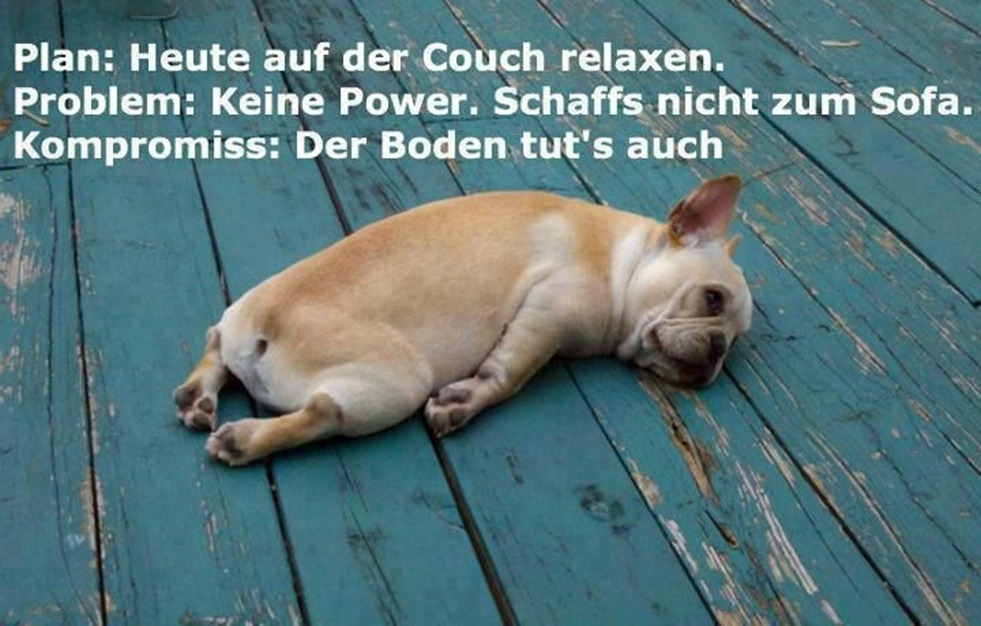 Plan: Heute auf der Couch relaxen.
Problem: Keine Power. Schaffs nicht zum Sofa.
Kompromiss: Der Boden tut's auch